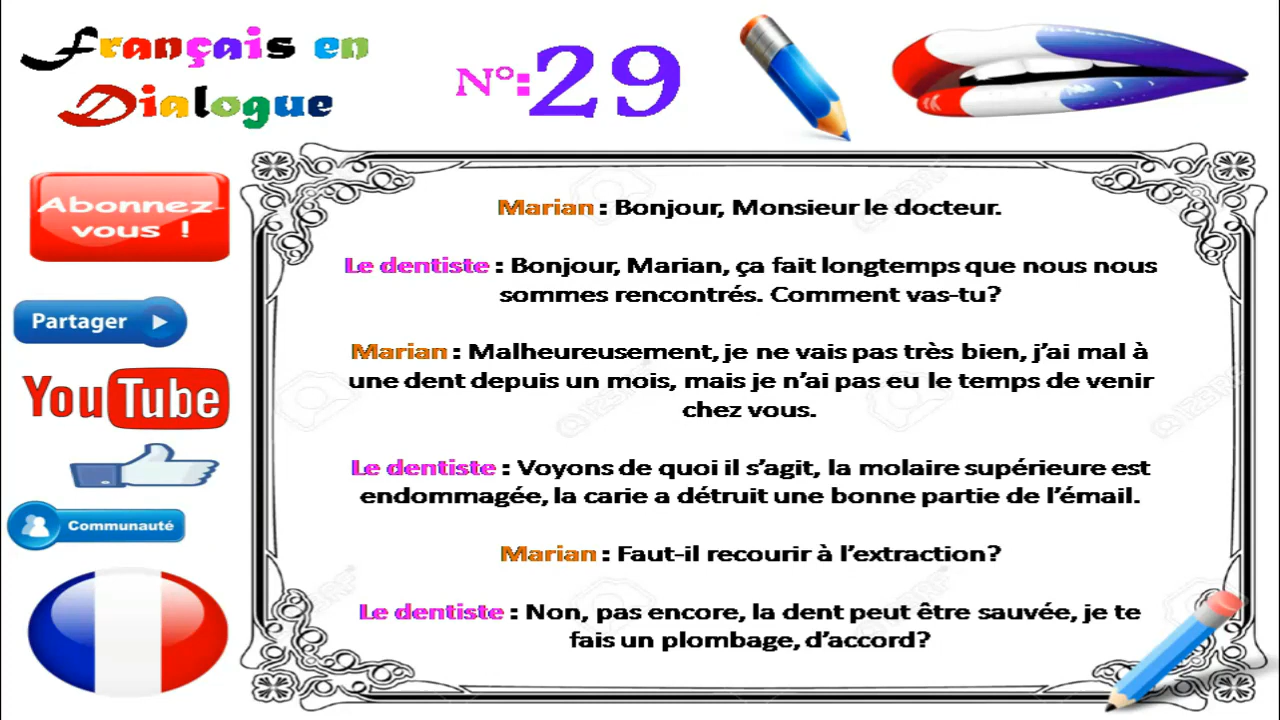 Français en
Dialogue
N°:29
Abonnez-
vous !
Partager
YouTube
Communauté
Marian : Bonjour, Monsieur le docteur.
Le dentiste : Bonjour, Marian, ça fait longtemps que nous nous
sommes rencontrés. Comment vas-tu?
Marian : Malheureusement, je ne vais pas très bien, j’ai mal à
une dent depuis un mois, mais je n’ai pas eu le temps de venir
chez vous.
Le dentiste : Voyons de quoi il s’agit, la molaire supérieure est
endommagée, la carie a détruit une bonne partie de l’émail.
Marian : Faut-il recourir à l’extraction?
Le dentiste : Non, pas encore, la dent peut être sauvée, je te
fais un plombage, d’accord?